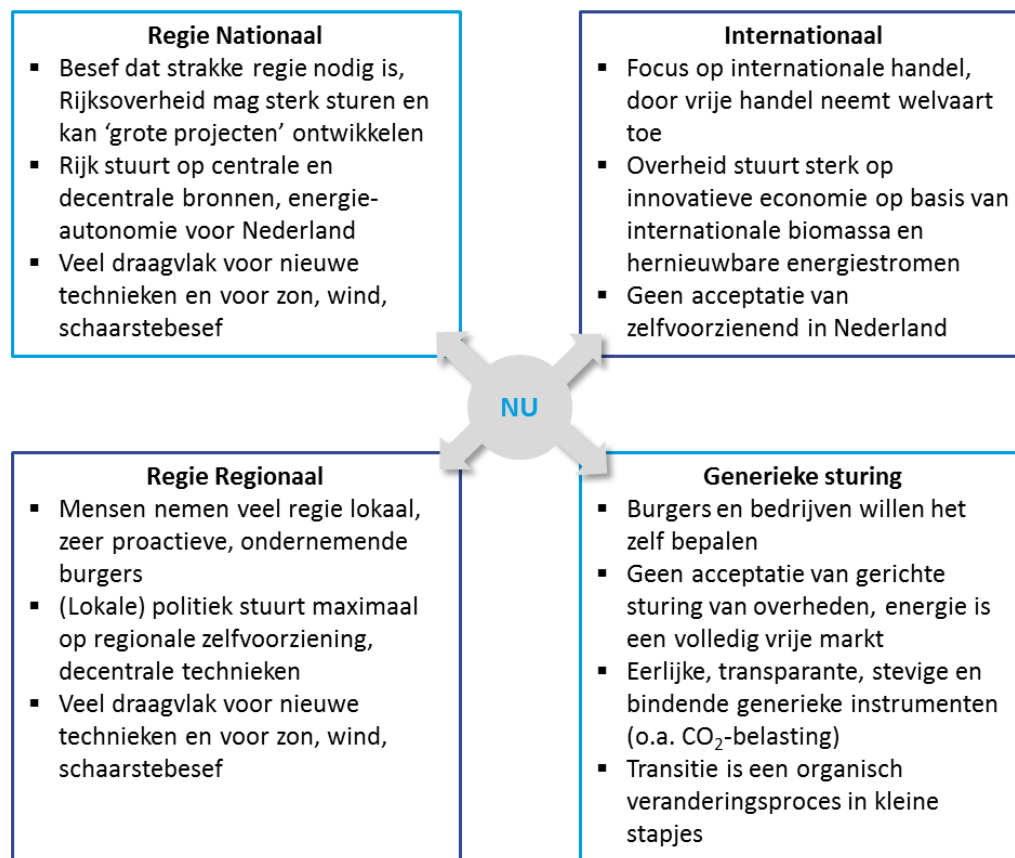 Regie Nationaal
▪ Besef dat strakke regie nodig is,
Rijksoverheid mag sterk sturen en
kan ‘grote projecten’ ontwikkelen
▪ Rijk stuurt op centrale en
decentrale bronnen, energie-
autonomie voor Nederland
▪ Veel draagvlak voor nieuwe
technieken en voor zon, wind,
schaarstebesef
Internationaal
▪ Focus op internationale handel,
door vrije handel neemt welvaart
toe
▪ Overheid stuurt sterk op
innovatieve economie op basis van
internationale biomassa en
hernieuwbare energiestromen
▪ Geen acceptatie van
zelfvoorzienend in Nederland
NU
Regie Regionaal
▪ Mensen nemen veel regie lokaal,
zeer proactieve, ondernemende
burgers
▪ (Lokale) politiek stuurt maximaal
op regionale zelfvoorziening,
decentrale technieken
▪ Veel draagvlak voor nieuwe
technieken en voor zon, wind,
schaarstebesef
Generieke sturing
▪ Burgers en bedrijven willen het
zelf bepalen
▪ Geen acceptatie van gerichte
sturing van overheden, energie is
een volledig vrije markt
▪ Eerlijke, transparante, stevige en
bindende generieke instrumenten
(o.a. CO₂-belasting)
▪ Transitie is een organisch
veranderingsproces in kleine
stapjes